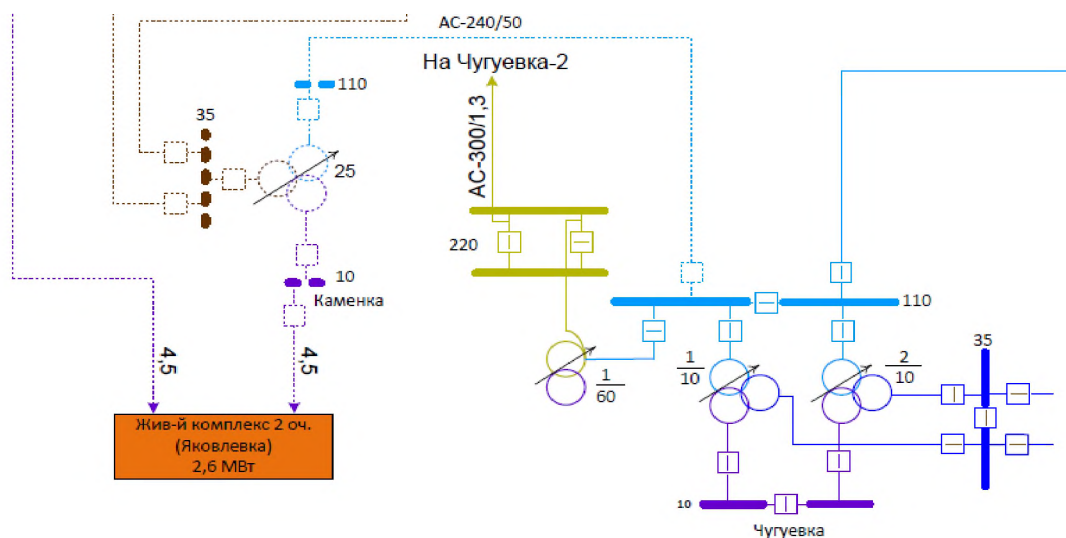 АС-240/50
На Чугуевка-2
110
35
АС-300/1,3
25
220
10
Каменка
110
35
4,5
4,5
1
60
1
10
2
10
Жив-й комплекс 2 оч.
(Яковлевка)
2,6 МВт
10
Чугуевка